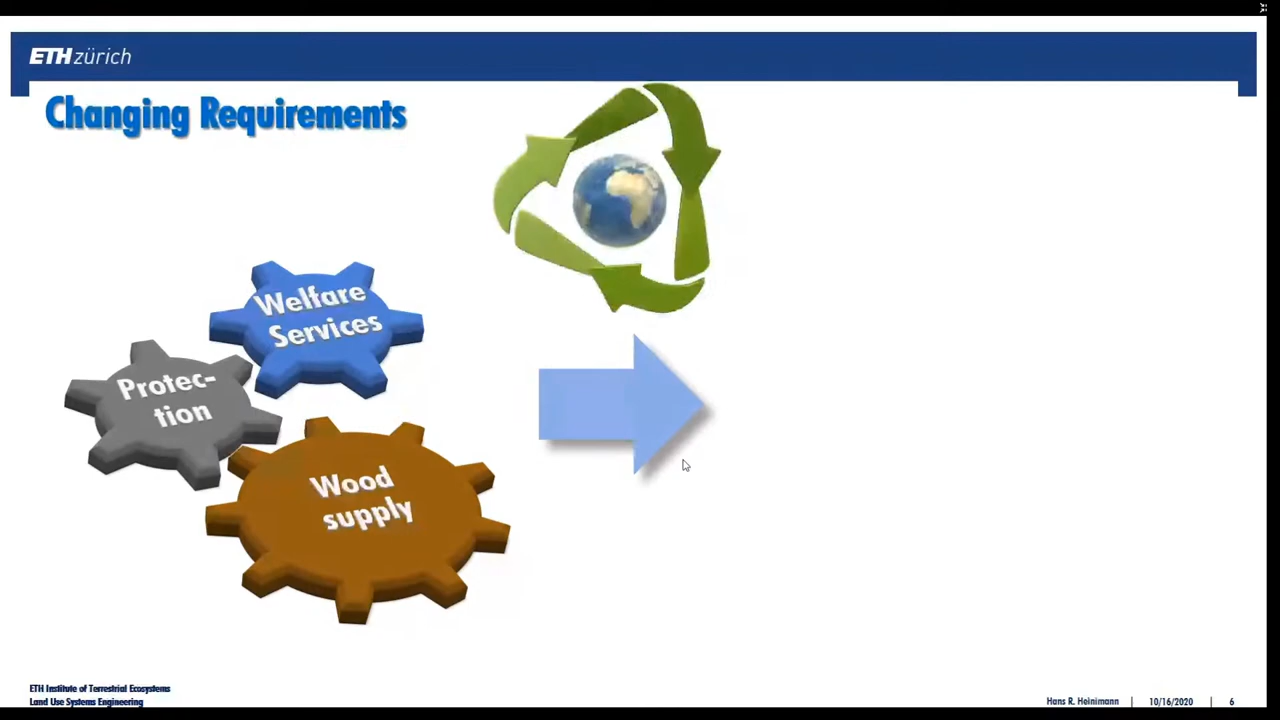 ETH zürich
Changing Requirements
Welfare
Services
Protec-
tion
Wood
supply
ETH Institute of Terrestrial Ecosystems
Land Use Systems Engineering
Hans R. Heinimann | 10/16/2020 | 6